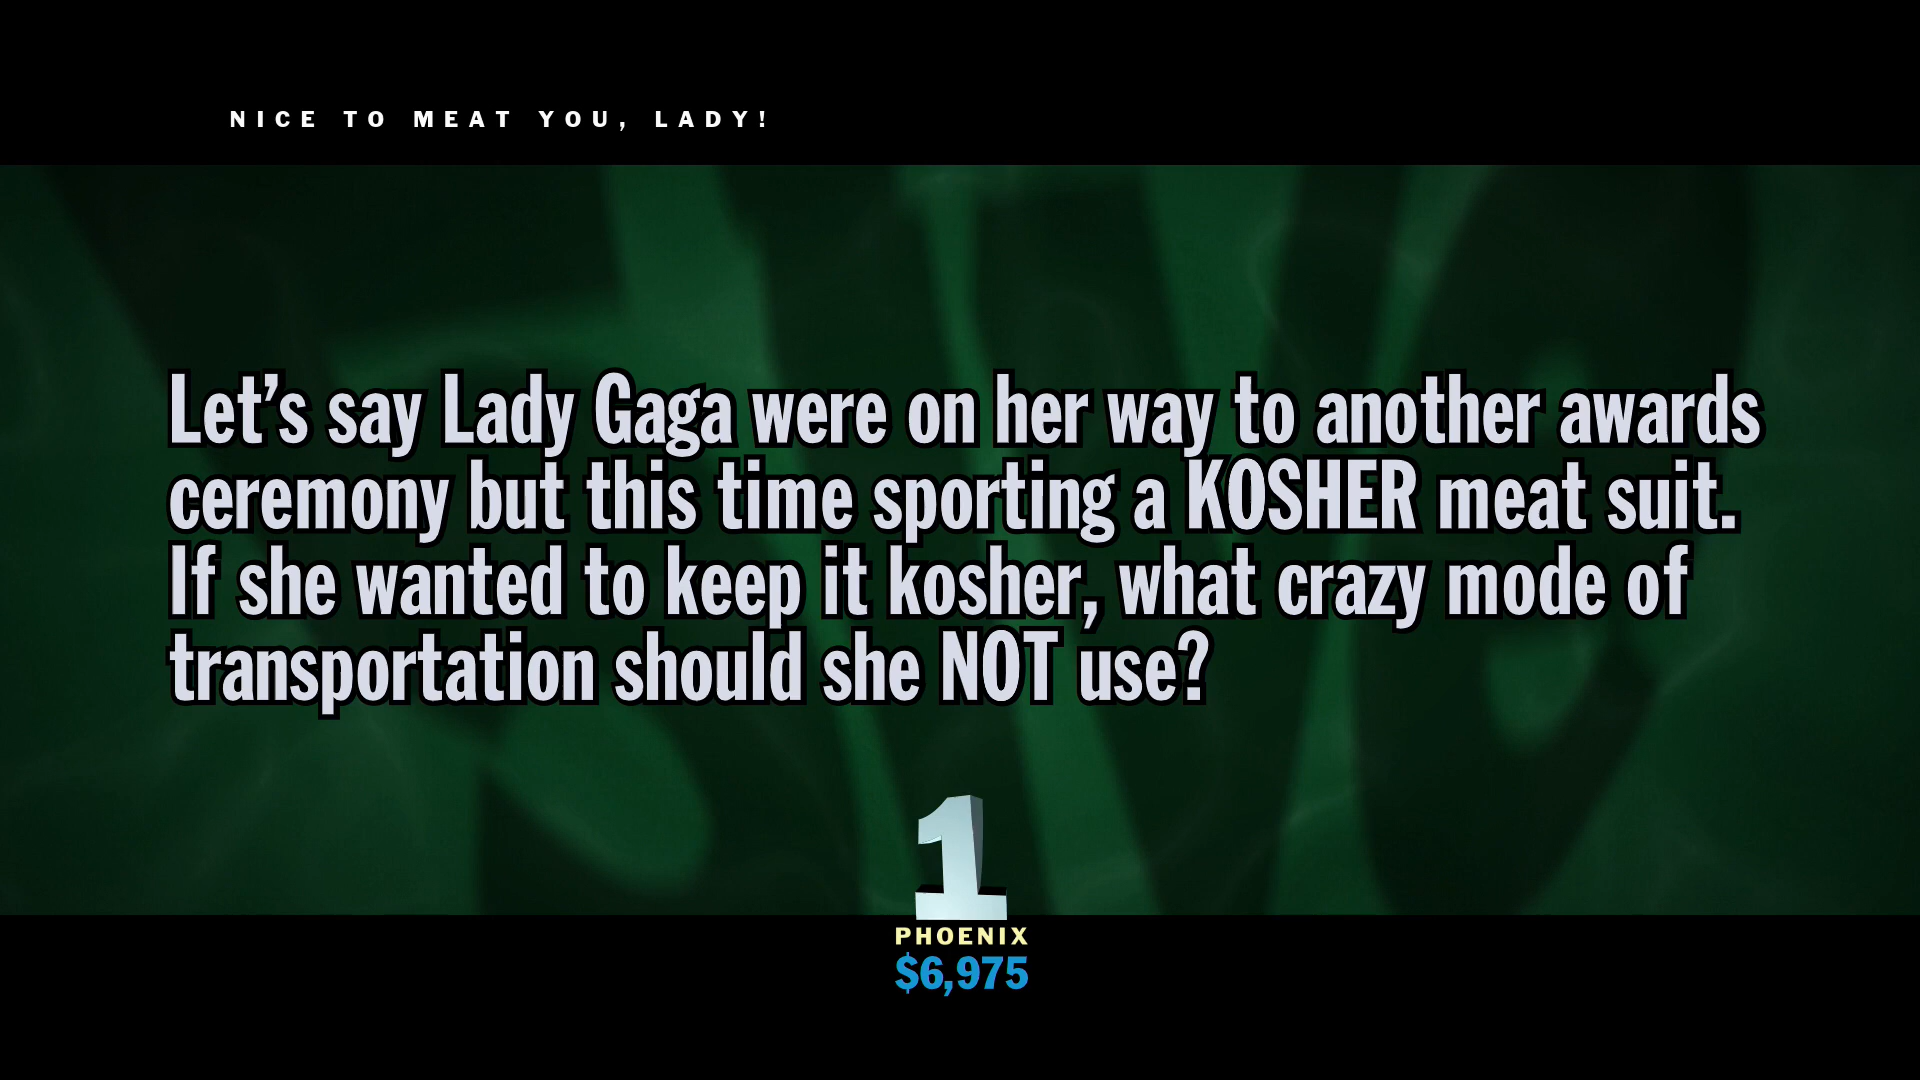 NICE TO MEAT YOU, LADY!
Let’s say Lady Gaga were on her way to another awards
ceremony but this time sporting a KOSHER meat suit.
If she wanted to keep it kosher, what crazy mode of
transportation should she NOT use?
1
PHOENIX
$6,975